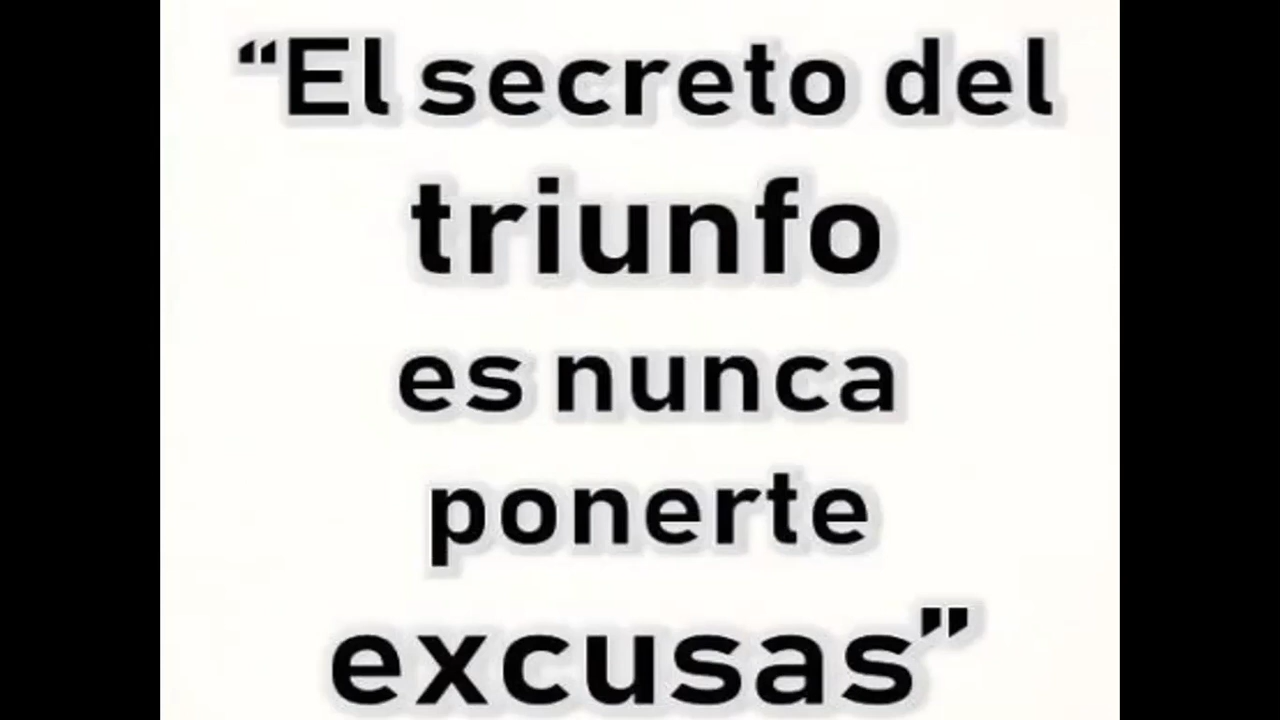 “El secreto del
triunfo
es nunca
ponerte
excusas”